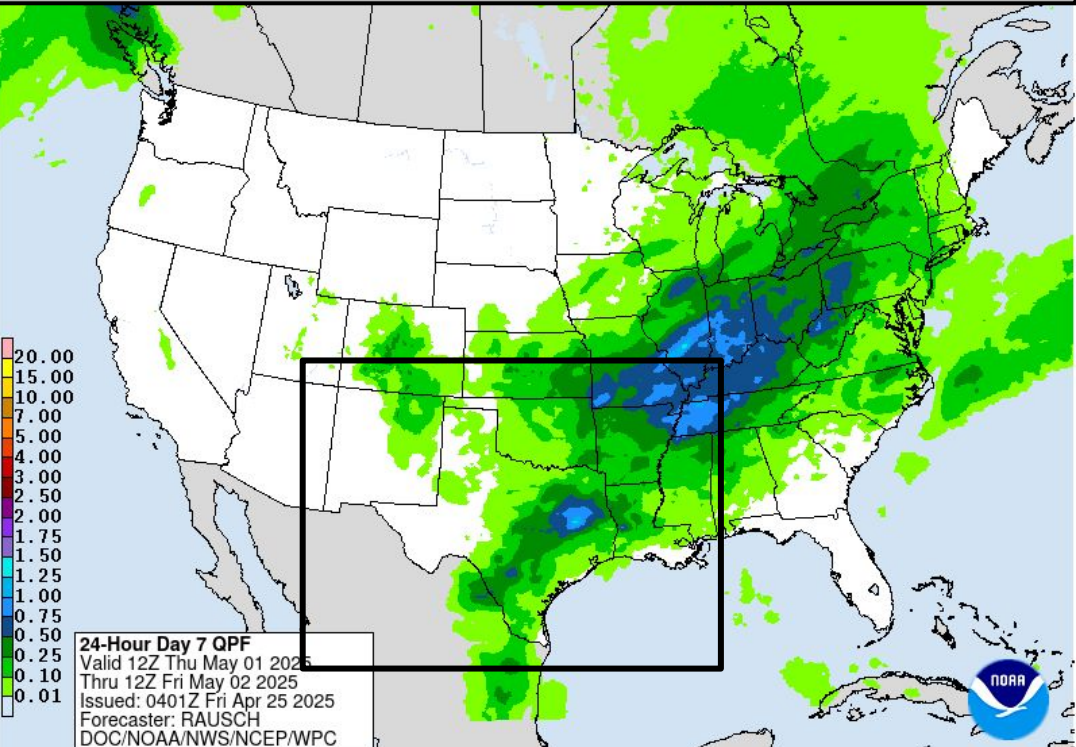 20.00
15.00
10.00
7.00
5.00
4.00
3.00
2.50
2.00
1.75
1.50
1.25
1.00
0.75
0.50
0.25
0.10
0.01
24-Hour Day 7 QPF
Valid 12Z Thu May 01 2025
Thru 12Z Fri May 02 2025
Issued: 0401Z Fri Apr 25 2025
Forecaster: RAUSCH
DOC/NOAA/NWS/NCEP/WPC
NOAA